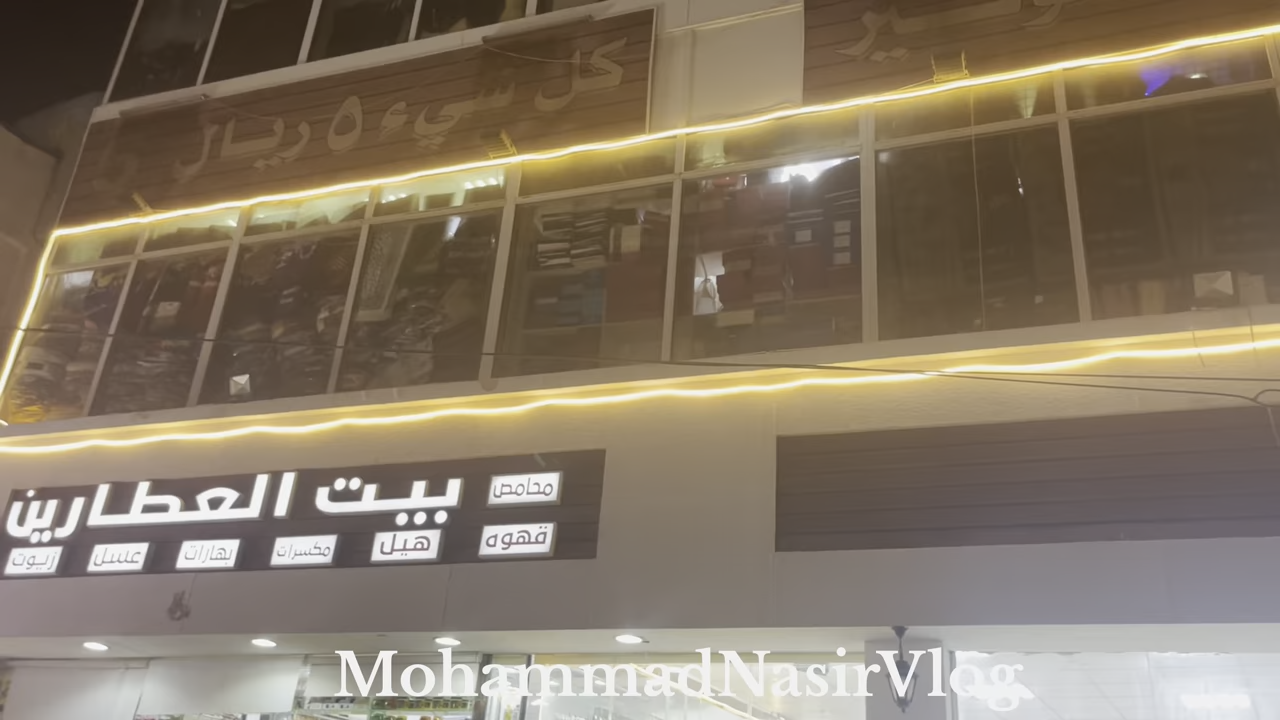 كل شيء ٥ ريال
بيت العطارين
محامص
قهوه
هيل
مكسرات
بهارات
عسل
زيوت
MohammadNasirVlog